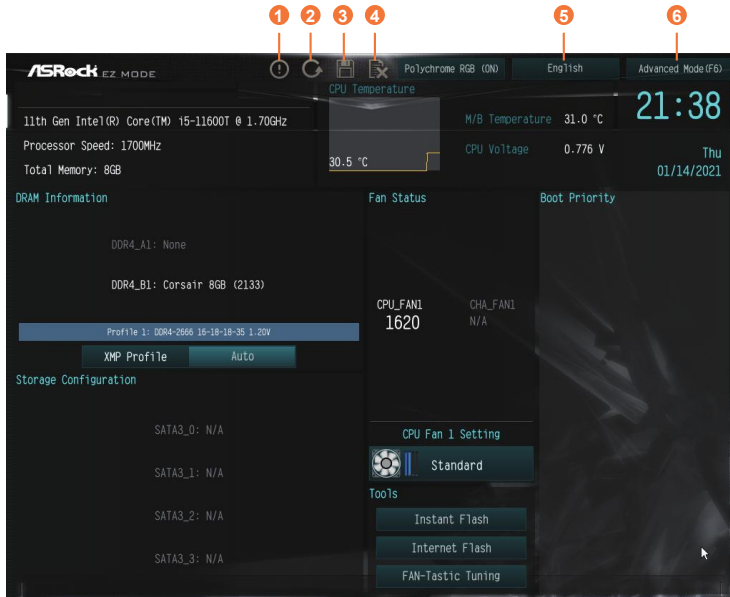 1 2 3 4 5 6
ASRock EZ MODE
Polychrome RGB (ON)
English
Advanced Mode(F6)
11th Gen Intel(R) Core(TM) i5-11600T @ 1.70GHz
Processor Speed: 1700MHz
Total Memory: 8GB
CPU Temperature
30.5 °C
M/B Temperature 31.0 °C
CPU Voltage 0.776 V
21:38
Thu
01/14/2021
DRAM Information
DDR4_A1: None
DDR4_B1: Corsair 8GB (2133)
Profile 1: DDR4-2666 16-18-18-35 1.20V
XMP Profile Auto
Storage Configuration
SATA3_0: N/A
SATA3_1: N/A
SATA3_2: N/A
SATA3_3: N/A
Fan Status
CPU_FAN1
1620
CHA_FAN1
N/A
CPU Fan 1 Setting
Standard
Tools
Instant Flash
Internet Flash
FAN-Tastic Tuning
Boot Priority